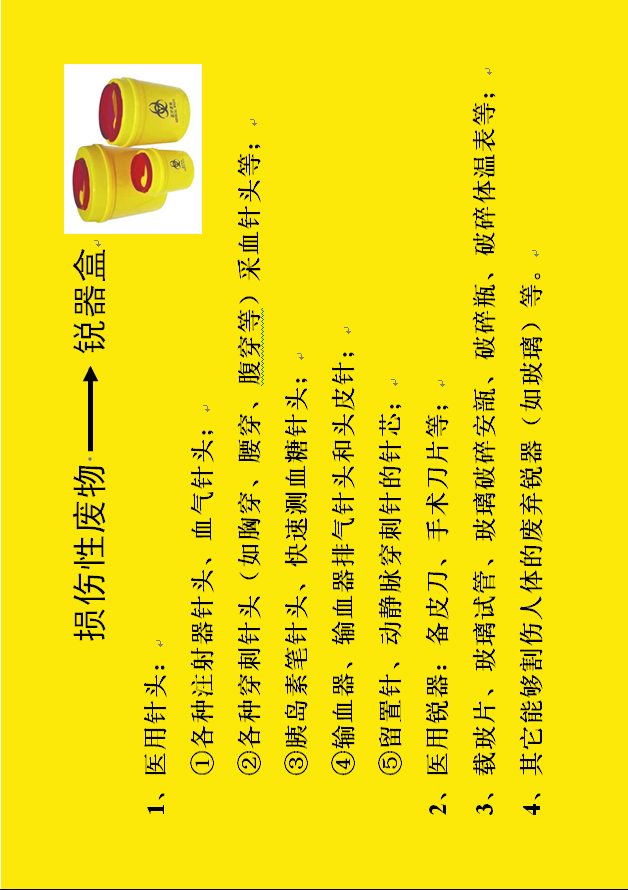 损伤性废物 → 锐器盒
1、医用针头：
①各种注射器针头、血气针头；
②各种穿刺针头（如胸穿、腰穿、腹穿等）采血针头等；
③胰岛素笔针头、快速测血糖针头；
④输血器、输血器排气针头和头皮针；
⑤留置针、动静脉穿刺针的针芯；
2、医用锐器：备皮刀、手术刀片等；
3、载玻片、玻璃试管、玻璃破碎安瓿、破碎瓶、破碎体温表等；
4、其它能够割伤人体的废弃锐器（如玻璃）等。